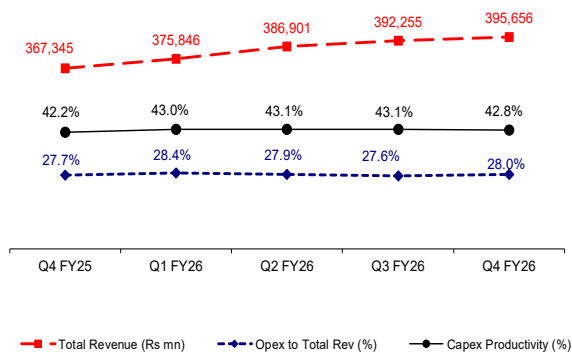 367,345
375,846
386,901
392,255
395,656
42.2%
43.0%
43.1%
43.1%
42.8%
27.7%
28.4%
27.9%
27.6%
28.0%
Q4 FY25
Q1 FY26
Q2 FY26
Q3 FY26
Q4 FY26
Total Revenue (Rs mn)
Opex to Total Rev (%)
Capex Productivity (%)